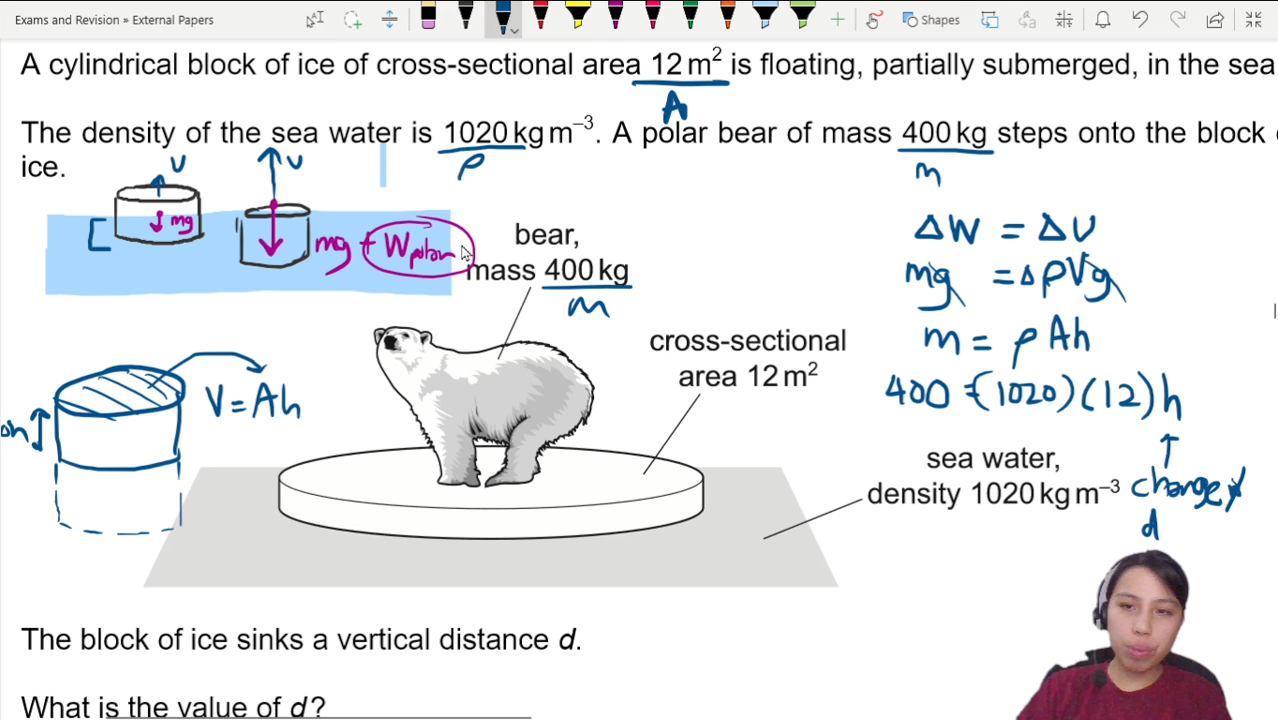 Exams and Revision » External Papers
Shapes
A cylindrical block of ice of cross-sectional area 12 m² is floating, partially submerged, in the sea
A
The density of the sea water is 1020 kg m⁻³. A polar bear of mass 400 kg steps onto the block
ρ
m
ice.
U
U
mg
mg + Wpolar
bear,
mass 400 kg
m
ΔW = ΔU
mg = ΔρVg
m = ρAh
400 = (1020)(12)h
change
d
cross-sectional
area 12 m²
V = Ah
Δh
sea water,
density 1020 kg m⁻³
The block of ice sinks a vertical distance d.
What is the value of d?